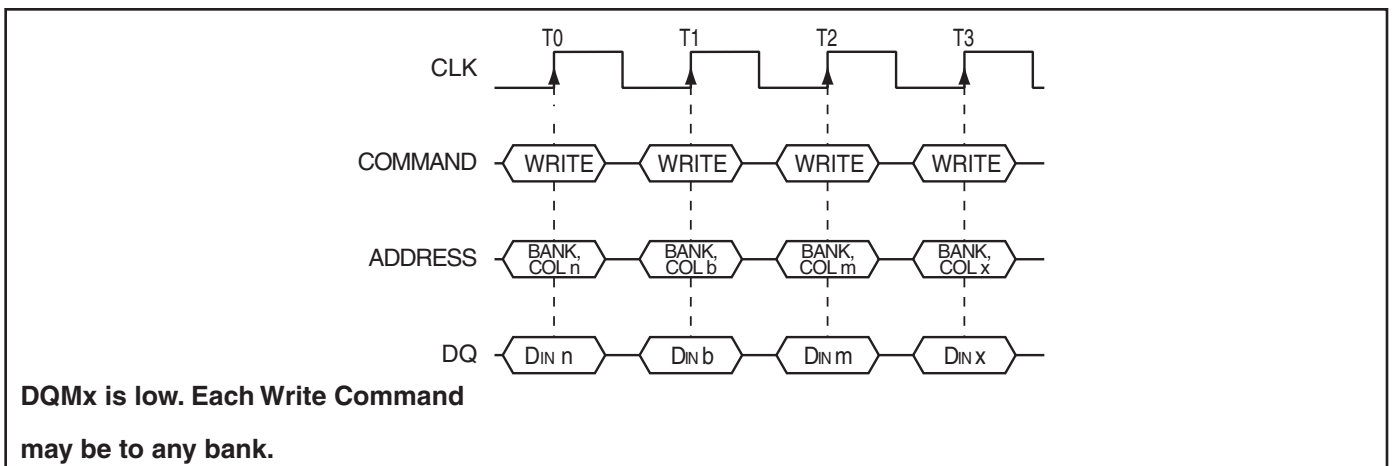 T0 T1 T2 T3
CLK
COMMAND WRITE WRITE WRITE WRITE
ADDRESS BANK, BANK, BANK, BANK,
COL n COL b COL m COL x
DQ DIN n DIN b DIN m DIN x
DQMx is low. Each Write Command
may be to any bank.